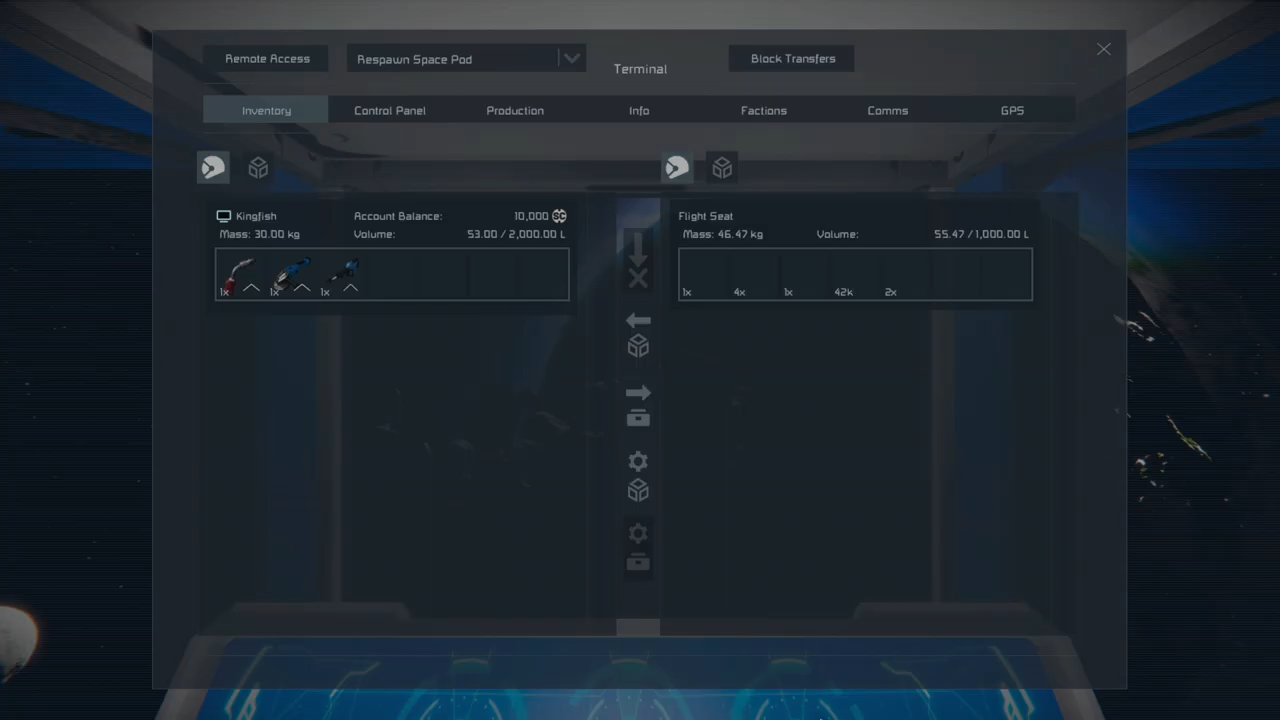 Remote Access
Respawn Space Pod
Terminal
Block Transfers
Inventory
Control Panel
Production
Info
Factions
Comms
GPS
Kingfish
Account Balance:
10,000 SC
Mass: 30.00 kg
Volume:
53.00 / 2,000.00 L
1x
1x
1x
Flight Seat
Mass: 46.47 kg
Volume:
55.47 / 1,000.00 L
1x
4x
1x
42k
2x